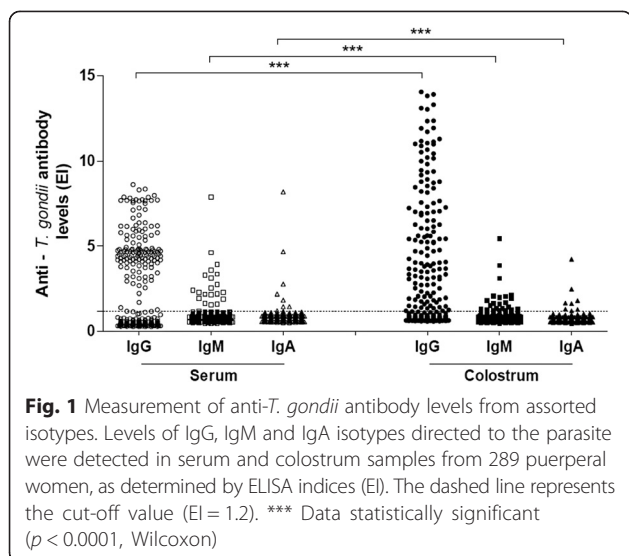 ***
***
***
Anti - T. gondii antibody
levels (EI)
15
10
5
0
IgG IgM IgA IgG IgM IgA
Serum Colostrum
Fig. 1 Measurement of anti-T. gondii antibody levels from assorted
isotypes. Levels of IgG, IgM and IgA isotypes directed to the parasite
were detected in serum and colostrum samples from 289 puerperal
women, as determined by ELISA indices (EI). The dashed line represents
the cut-off value (EI = 1.2). *** Data statistically significant
(p < 0.0001, Wilcoxon)